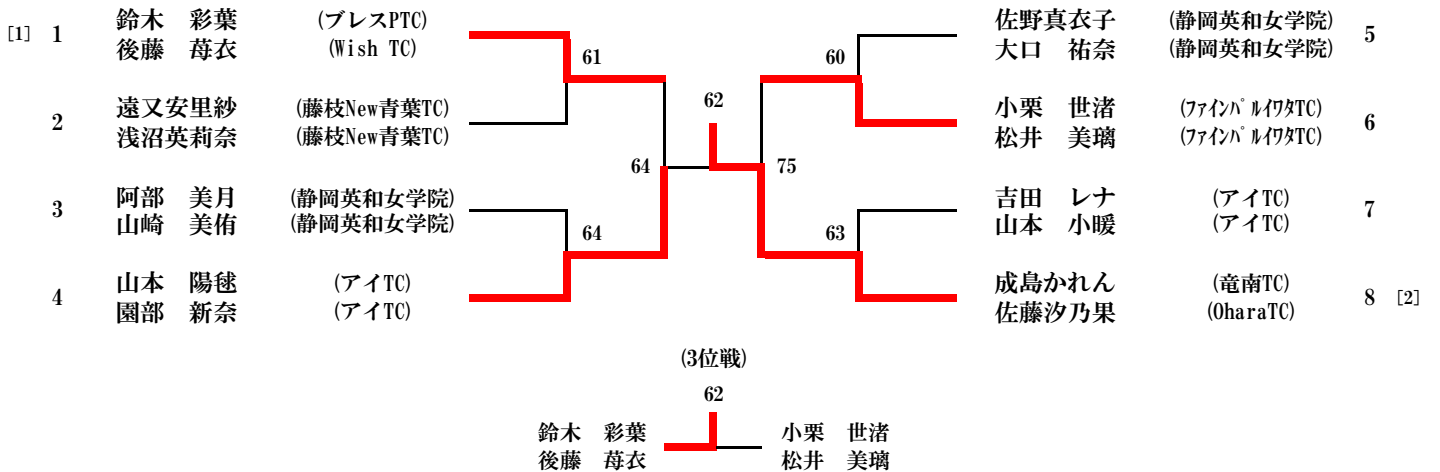 [1] 1 鈴木 彩葉 (ブレスPTC)
後藤 苺衣 (Wish TC)
61
2 遠又安里紗 (藤枝New青葉TC)
浅沼英莉奈 (藤枝New青葉TC)
64
3 阿部 美月 (静岡英和女学院)
山崎 美侑 (静岡英和女学院)
64
4 山本 陽毬 (アイTC)
園部 新奈 (アイTC)
62
佐野真衣子 (静岡英和女学院) 5
大口 祐奈 (静岡英和女学院)
60
小栗 世渚 (ファインパルイワタTC) 6
松井 美璃 (ファインパルイワタTC)
75
吉田 レナ (アイTC) 7
山本 小暖 (アイTC)
63
成島かれん (竜南TC) 8 [2]
佐藤汐乃果 (OharaTC)
(3位戦)
62
鈴木 彩葉 小栗 世渚
後藤 苺衣 松井 美璃